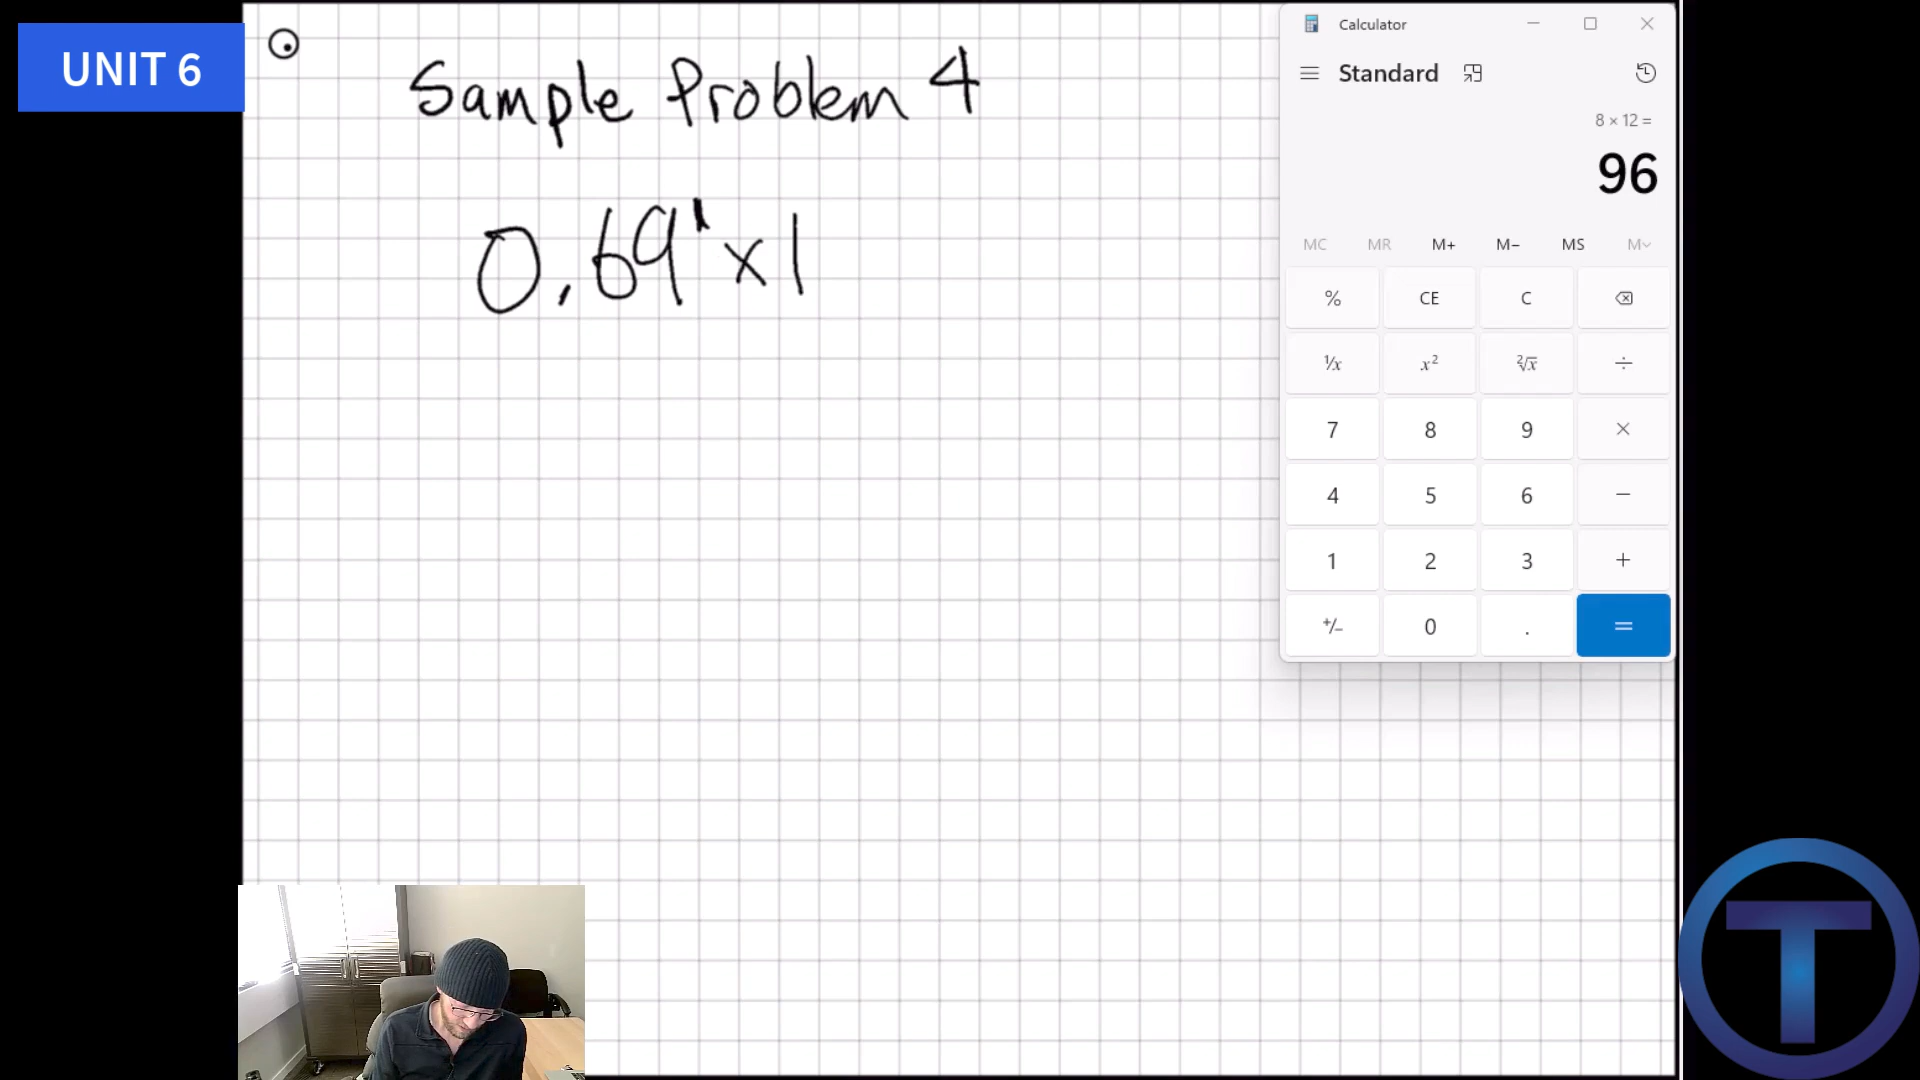 UNIT 6
Sample Problem 4
0.69' x 1
Calculator
Standard
8 × 12 =
96
MC MR M+ M− MS M˅
% CE C
¹/x x² ²√x ÷
7 8 9 ×
4 5 6 −
1 2 3 +
+/− 0 . =
T